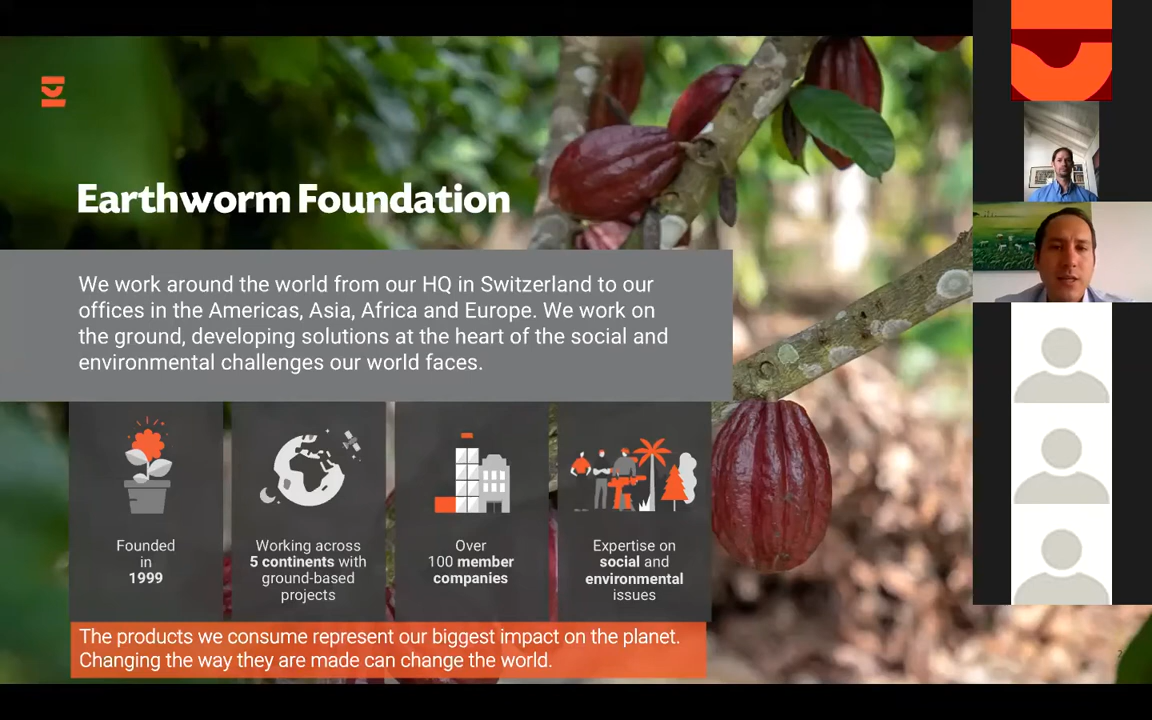 Earthworm Foundation
We work around the world from our HQ in Switzerland to our
offices in the Americas, Asia, Africa and Europe. We work on
the ground, developing solutions at the heart of the social and
environmental challenges our world faces.
Founded
in
1999
Working across
5 continents with
ground-based
projects
Over
100 member
companies
Expertise on
social and
environmental
issues
The products we consume represent our biggest impact on the planet.
Changing the way they are made can change the world.